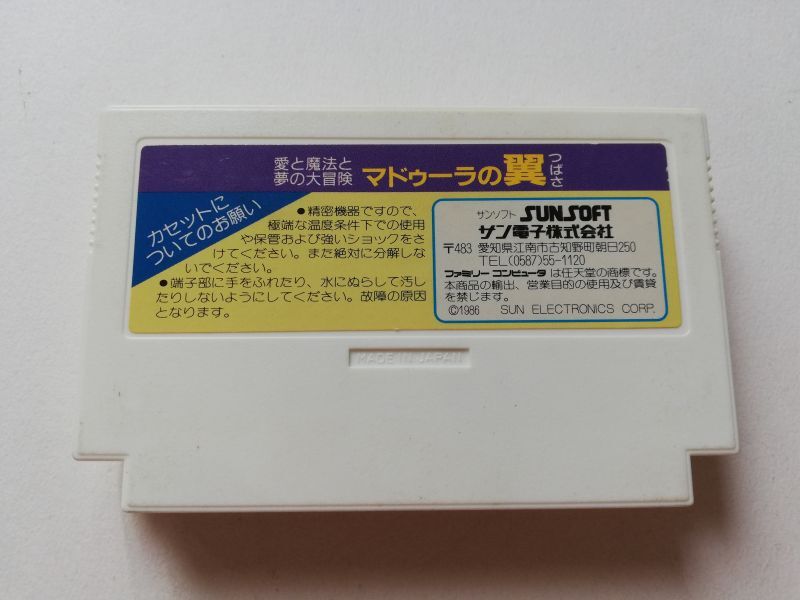 愛と魔法と
夢の大冒険
マドゥーラの翼
つばさ
カセットに
ついてのお願い
●精密機器ですので、
極端な温度条件下での使用
や保管および強いショックをさ
けてください。また絶対に分解しな
いでください。
●端子部に手をふれたり、水にぬらして汚し
たりしないようにしてください。故障の原因
となります。
サンソフト SUNSOFT
サン電子株式会社
〒483 愛知県江南市古知野町朝日250
TEL(0587)55-1120
ファミリーコンピュータは任天堂の商標です。
本商品の輸出、営業目的の使用及び賃貸
を禁じます。
©1986 SUN ELECTRONICS CORP.
MADE IN JAPAN